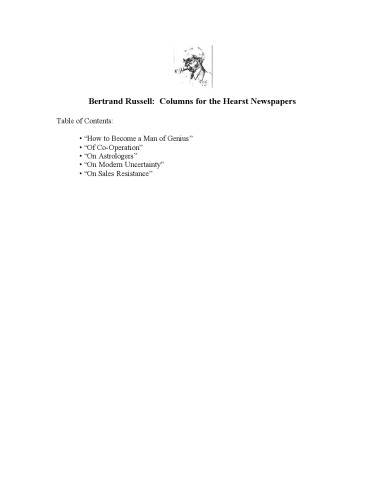 Bertrand Russell: Columns for the Hearst Newspapers
Table of Contents:
• “How to Become a Man of Genius”
• “Of Co-Operation”
• “On Astrologers”
• “On Modern Uncertainty”
• “On Sales Resistance”